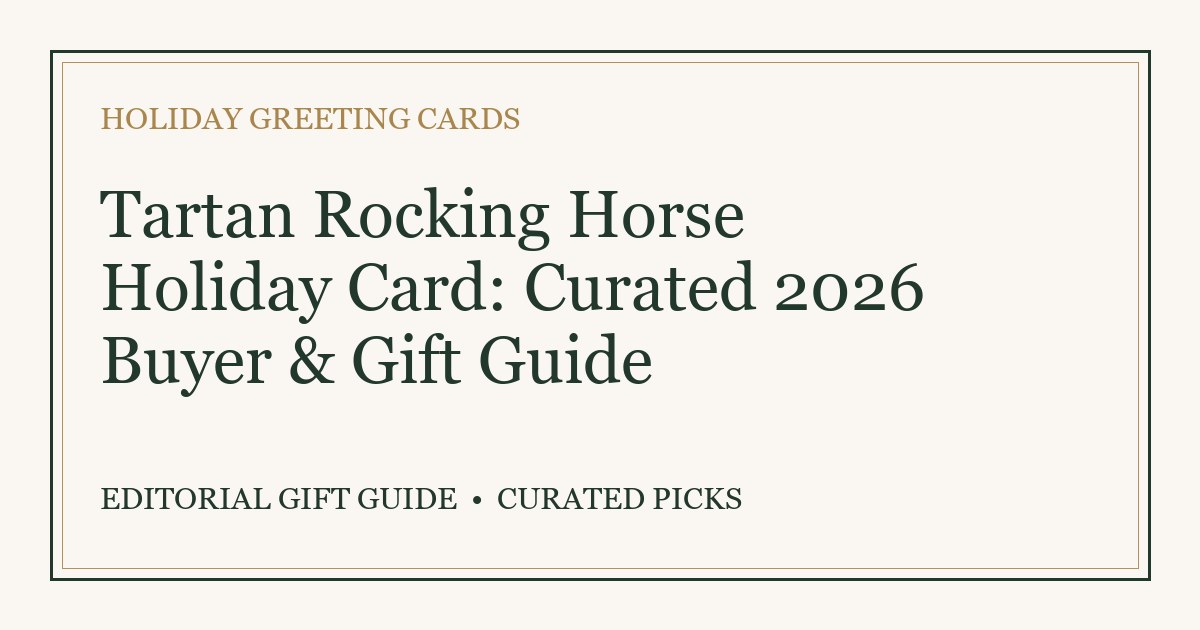 HOLIDAY GREETING CARDS
Tartan Rocking Horse
Holiday Card: Curated 2026
Buyer & Gift Guide
EDITORIAL GIFT GUIDE • CURATED PICKS